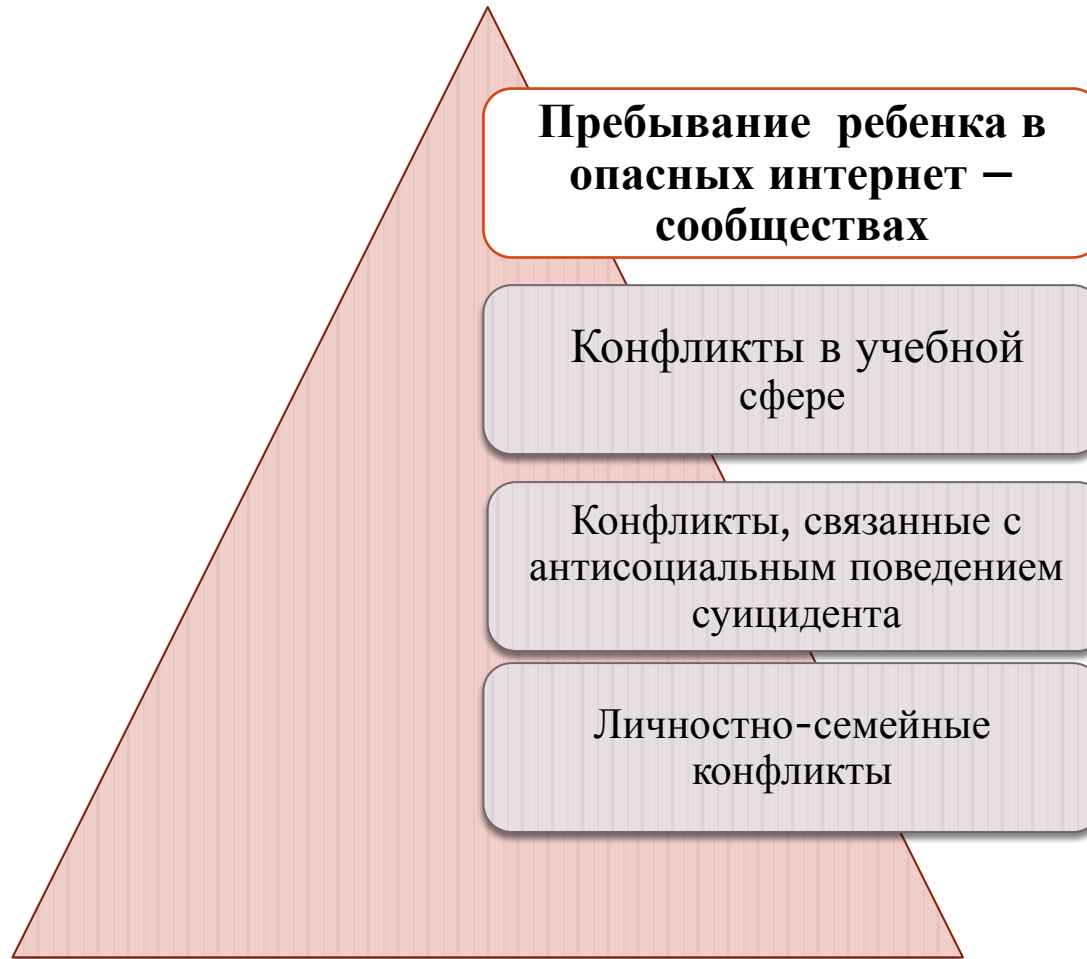 Пребывание ребенка в
опасных интернет –
сообществах
Конфликты в учебной
сфере
Конфликты, связанные с
антисоциальным поведением
суицидента
Личностно-семейные
конфликты